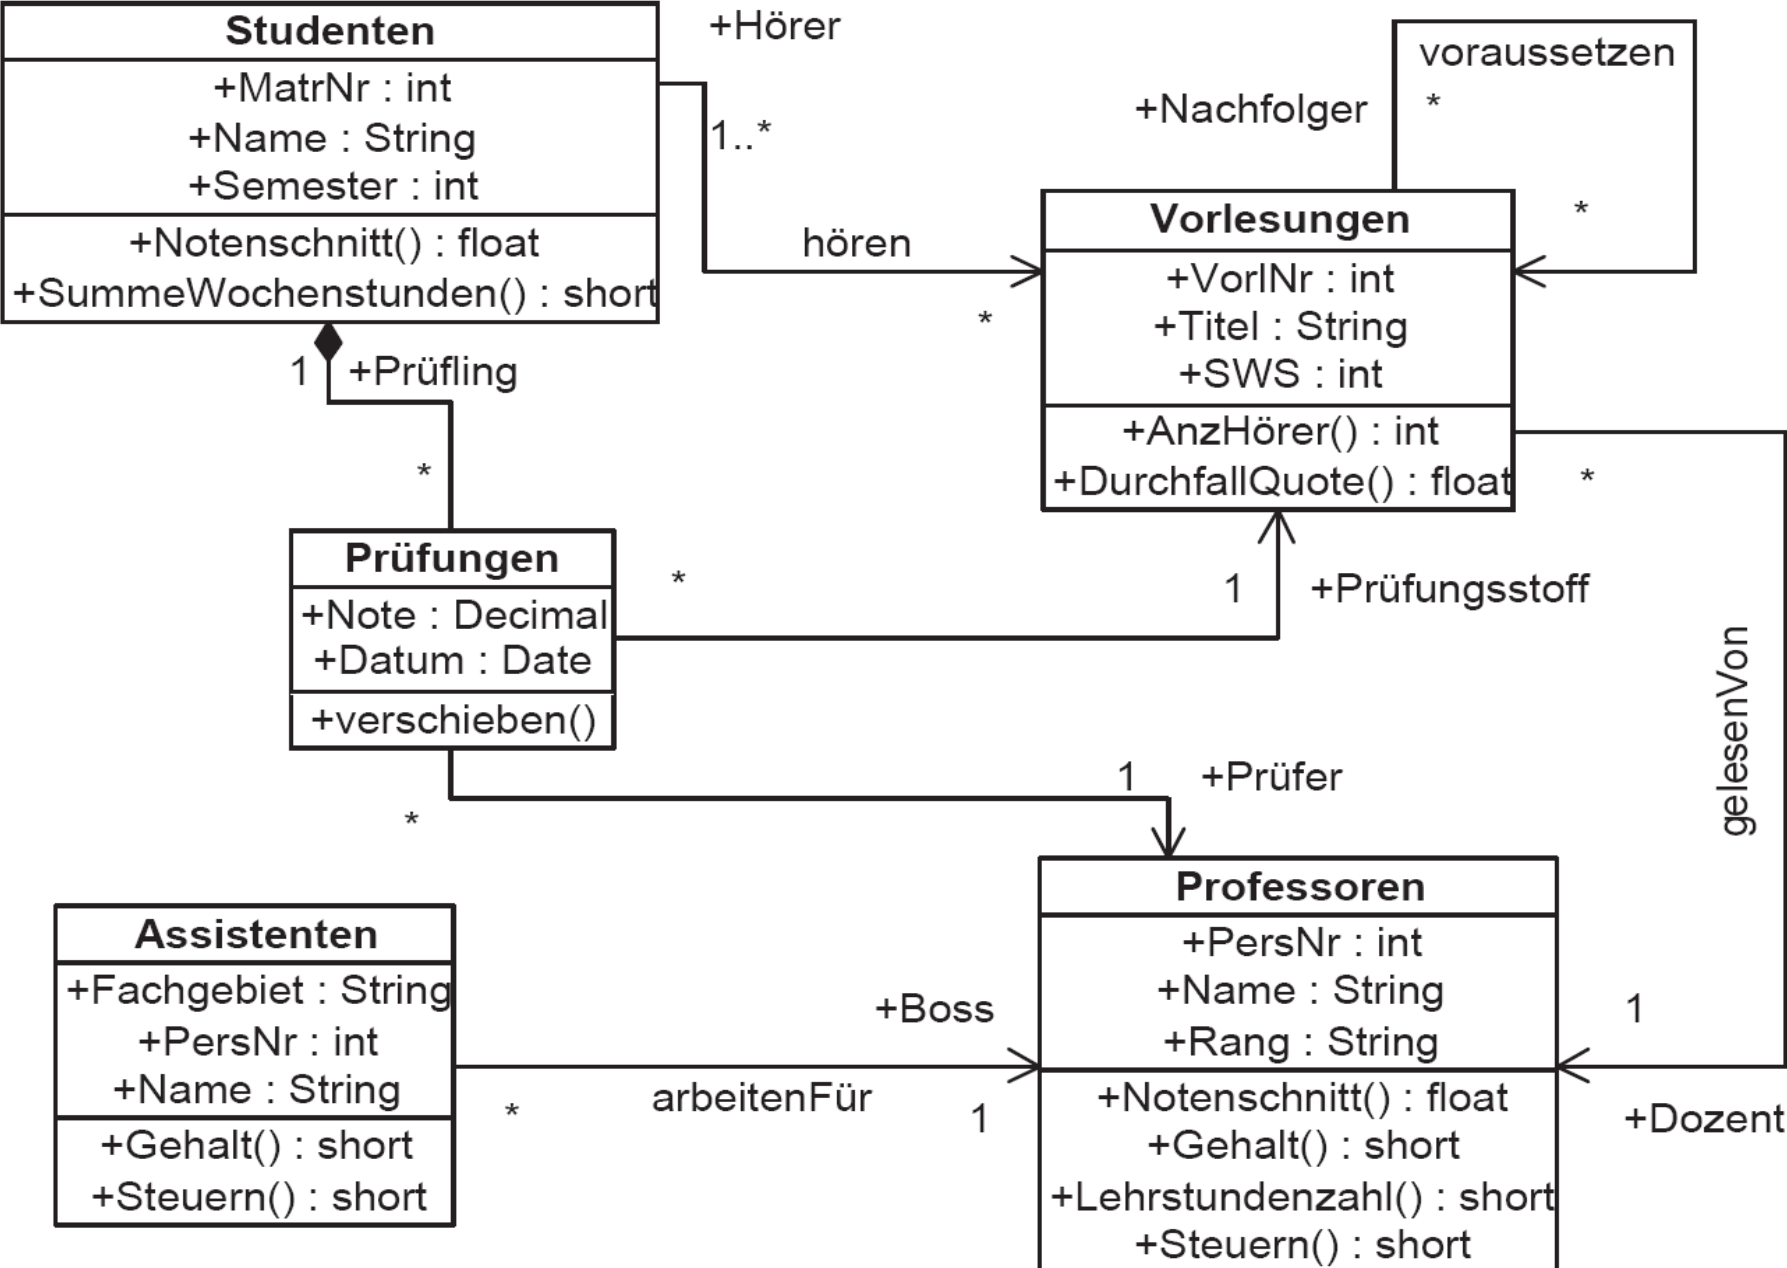 Studenten
+MatrNr : int
+Name : String
+Semester : int
+Notenschnitt() : float
+SummeWochenstunden() : short
+Hörer
1..*
hören
*
voraussetzen
+Nachfolger
*
*
Vorlesungen
+VorlNr : int
+Titel : String
+SWS : int
+AnzHörer() : int
+DurchfallQuote() : float
*
1
+Prüfling
*
Prüfungen
+Note : Decimal
+Datum : Date
+verschieben()
*
1
+Prüfungsstoff
gelesenVon
*
1
+Prüfer
Assistenten
+Fachgebiet : String
+PersNr : int
+Name : String
+Gehalt() : short
+Steuern() : short
+Boss
*
arbeitenFür
1
Professoren
+PersNr : int
+Name : String
+Rang : String
+Notenschnitt() : float
+Gehalt() : short
+Lehrstundenzahl() : short
+Steuern() : short
1
+Dozent